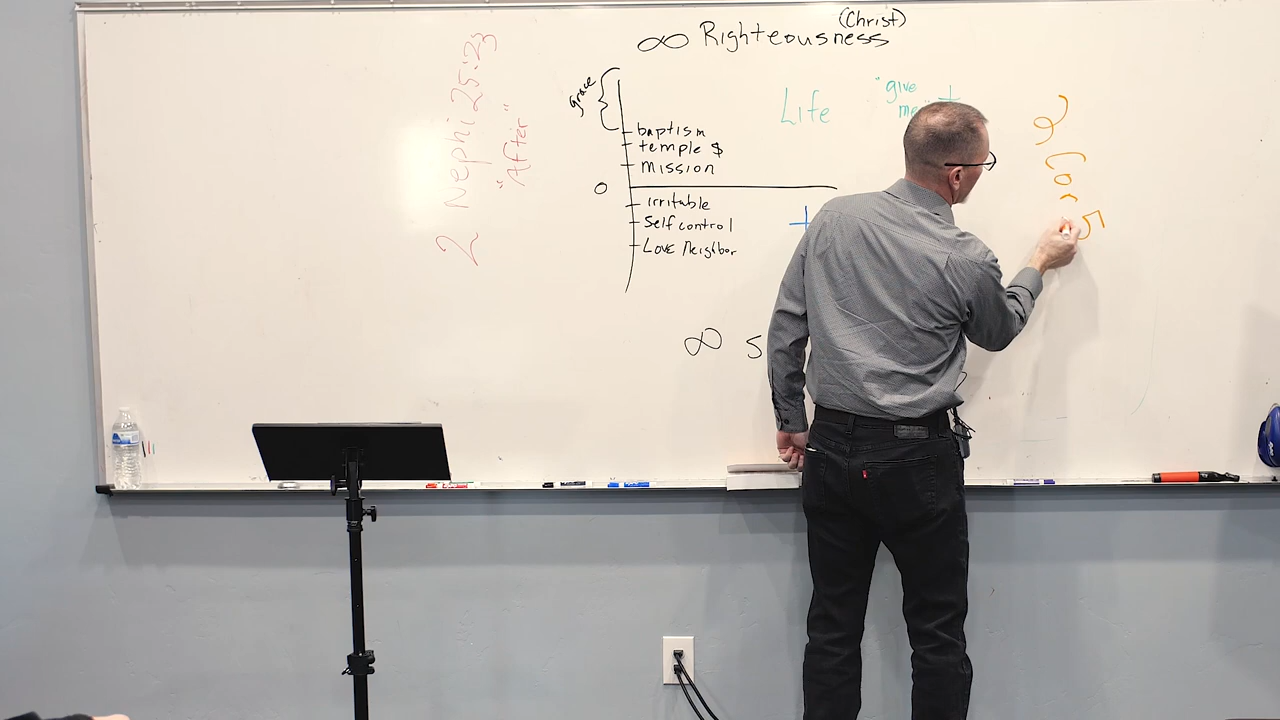 (Christ)
∞ Righteousness
2 Nephi 25:23
"After"
Grace
baptism
temple $
mission
0
irritable
Self control
Love Neighbor
Life
"give
me"
+
+
∞ S
2 Cor 5